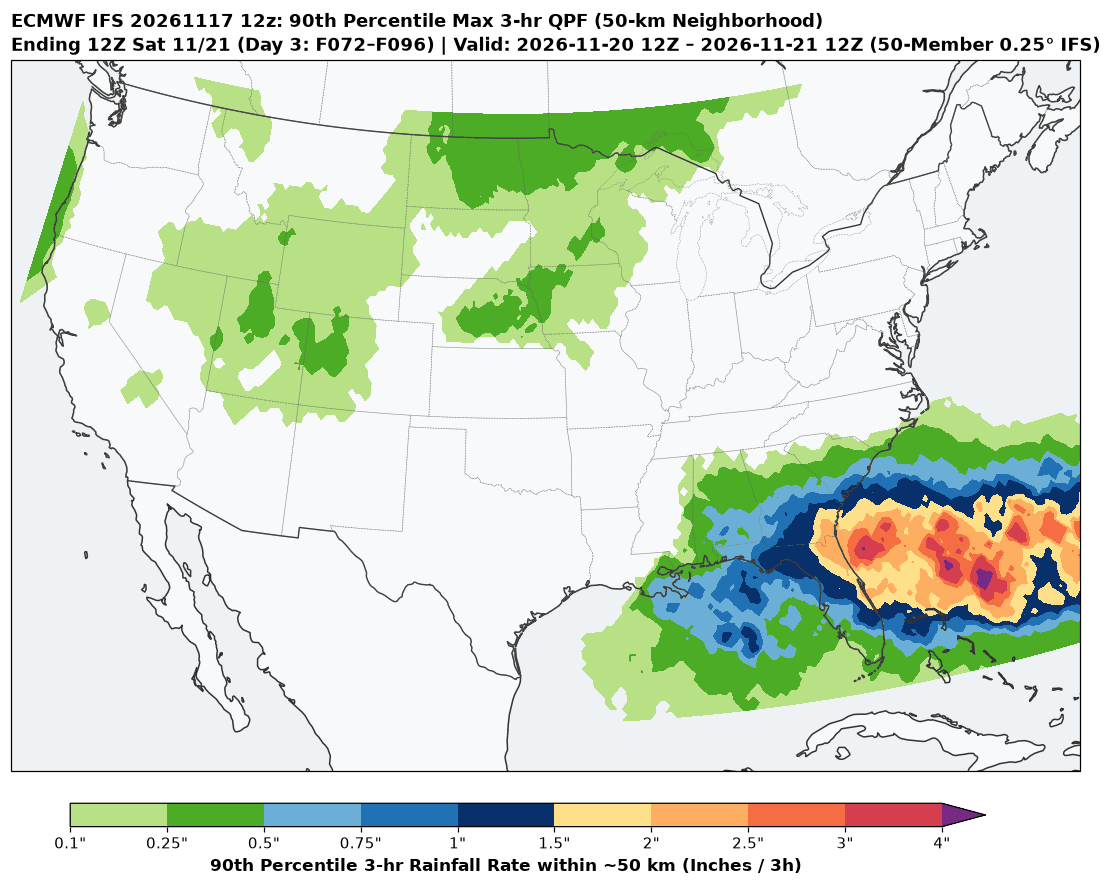 ECMWF IFS 20261117 12z: 90th Percentile Max 3-hr QPF (50-km Neighborhood)
Ending 12Z Sat 11/21 (Day 3: F072–F096) | Valid: 2026-11-20 12Z – 2026-11-21 12Z (50-Member 0.25° IFS)
0.1" 0.25" 0.5" 0.75" 1" 1.5" 2" 2.5" 3" 4"
90th Percentile 3-hr Rainfall Rate within ~50 km (Inches / 3h)